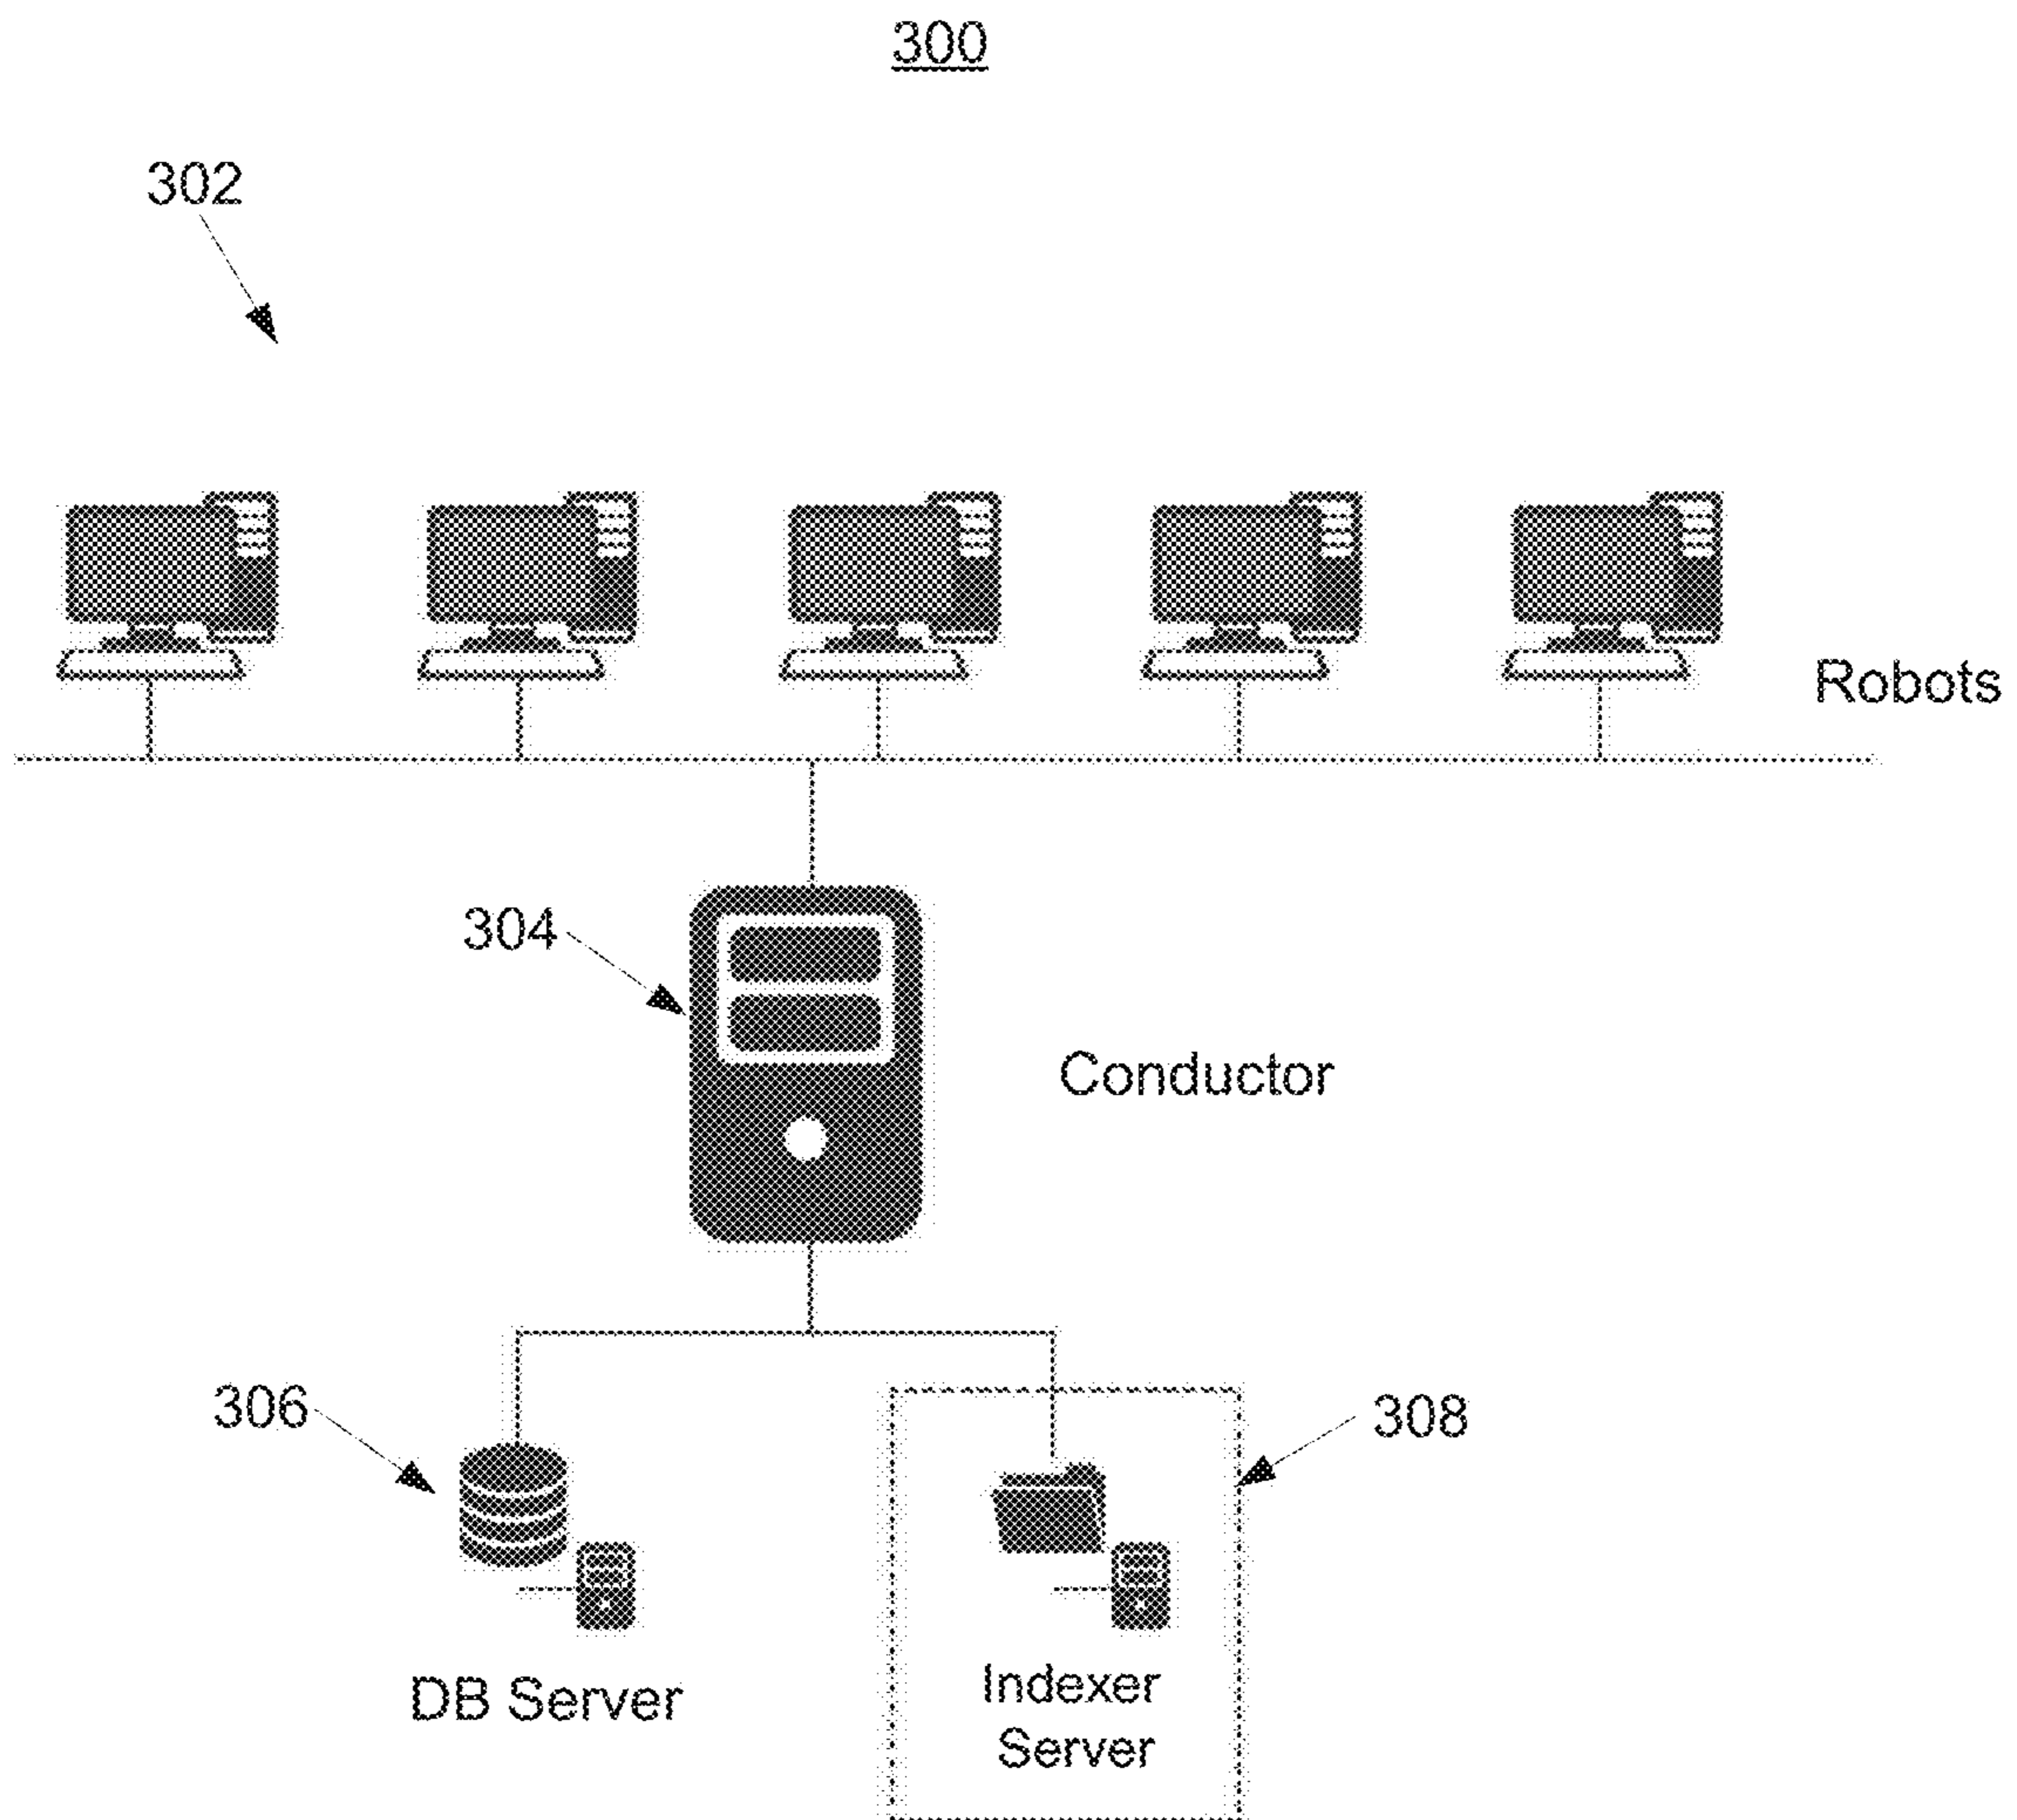 300
302
Robots
304
Conductor
306
308
DB Server
Indexer
Server